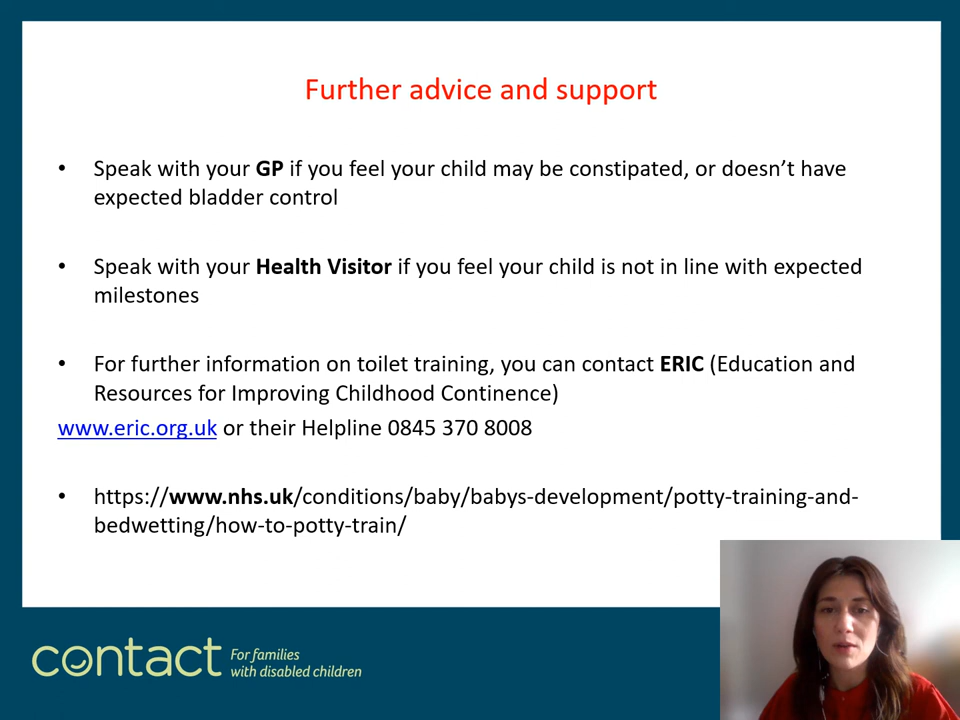 Further advice and support
• Speak with your GP if you feel your child may be constipated, or doesn’t have
expected bladder control
• Speak with your Health Visitor if you feel your child is not in line with expected
milestones
• For further information on toilet training, you can contact ERIC (Education and
Resources for Improving Childhood Continence)
www.eric.org.uk or their Helpline 0845 370 8008
• https://www.nhs.uk/conditions/baby/babys-development/potty-training-and-
bedwetting/how-to-potty-train/
contact
For families
with disabled children